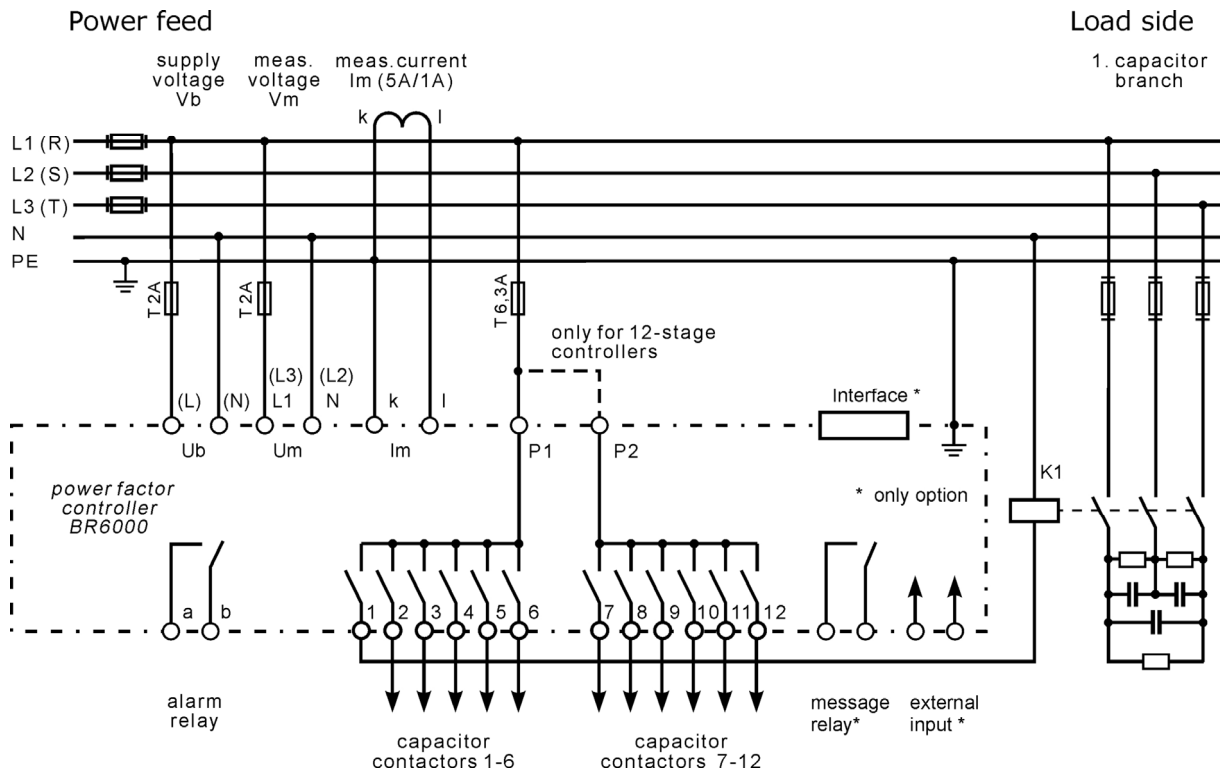 Power feed
Load side
supply
voltage
Vb
meas.
voltage
Vm
meas.current
Im (5A/1A)
1. capacitor
branch
k
l
L1 (R)
L2 (S)
L3 (T)
N
PE
T2A
T2A
T6,3A
only for 12-stage
controllers
(L)
(N)
(L3)
L1
(L2)
N
k
l
Interface *
Ub
Um
Im
P1
P2
power factor
controller
BR6000
* only option
K1
a
b
1
2
3
4
5
6
7
8
9
10
11
12
alarm
relay
capacitor
contactors 1-6
capacitor
contactors 7-12
message
relay*
external
input *